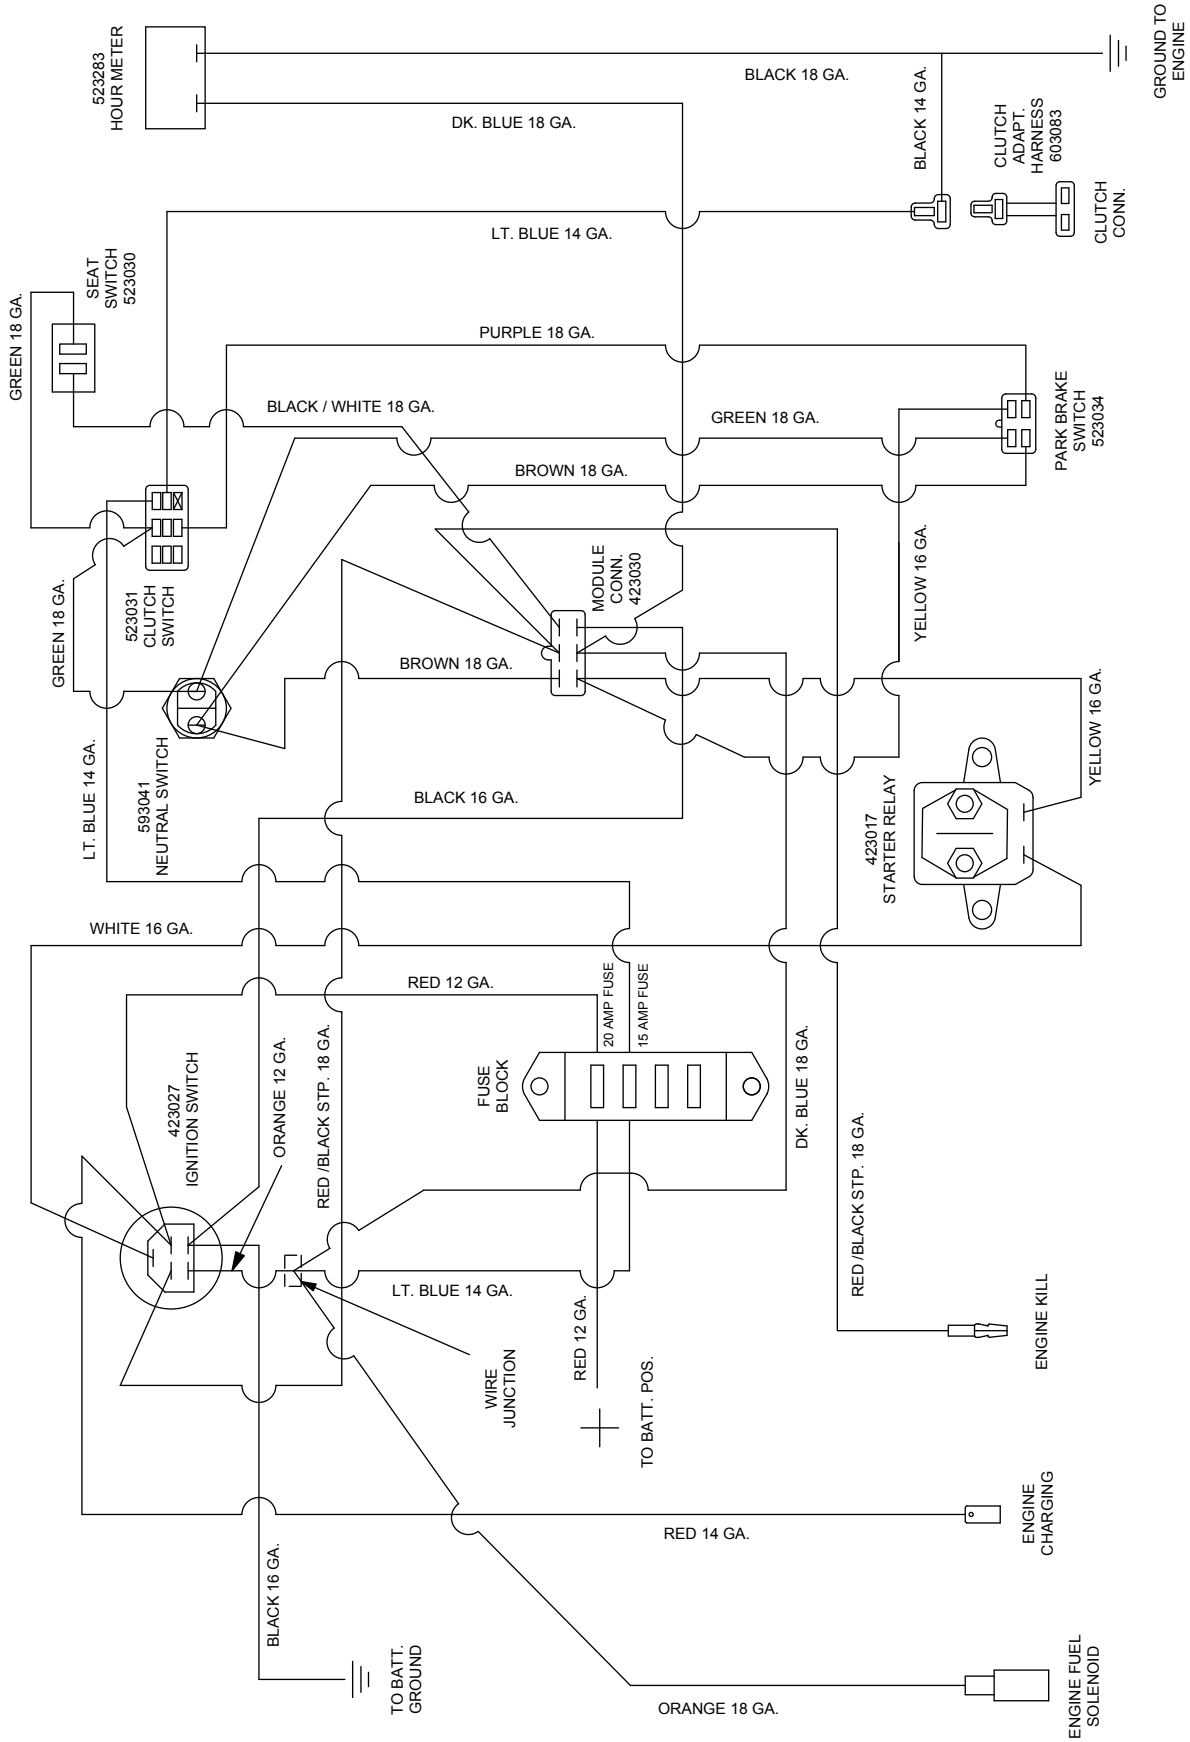 523283
HOUR METER
BLACK 18 GA.
GROUND TO
ENGINE
DK. BLUE 18 GA.
BLACK 14 GA.
CLUTCH
ADAPT.
HARNESS
603083
CLUTCH
CONN.
LT. BLUE 14 GA.
SEAT
SWITCH
523030
GREEN 18 GA.
PURPLE 18 GA.
BLACK / WHITE 18 GA.
GREEN 18 GA.
PARK BRAKE
SWITCH
523034
BROWN 18 GA.
523031
CLUTCH
SWITCH
GREEN 18 GA.
MODULE
CONN.
423030
YELLOW 16 GA.
BROWN 18 GA.
593041
NEUTRAL SWITCH
LT. BLUE 14 GA.
BLACK 16 GA.
423017
STARTER RELAY
YELLOW 16 GA.
WHITE 16 GA.
RED 12 GA.
20 AMP FUSE
15 AMP FUSE
FUSE
BLOCK
423027
IGNITION SWITCH
ORANGE 12 GA.
RED /BLACK STP. 18 GA.
DK. BLUE 18 GA.
RED /BLACK STP. 18 GA.
LT. BLUE 14 GA.
WIRE
JUNCTION
RED 12 GA.
TO BATT. POS.
ENGINE KILL
ENGINE
CHARGING
RED 14 GA.
BLACK 16 GA.
TO BATT.
GROUND
ORANGE 18 GA.
ENGINE FUEL
SOLENOID